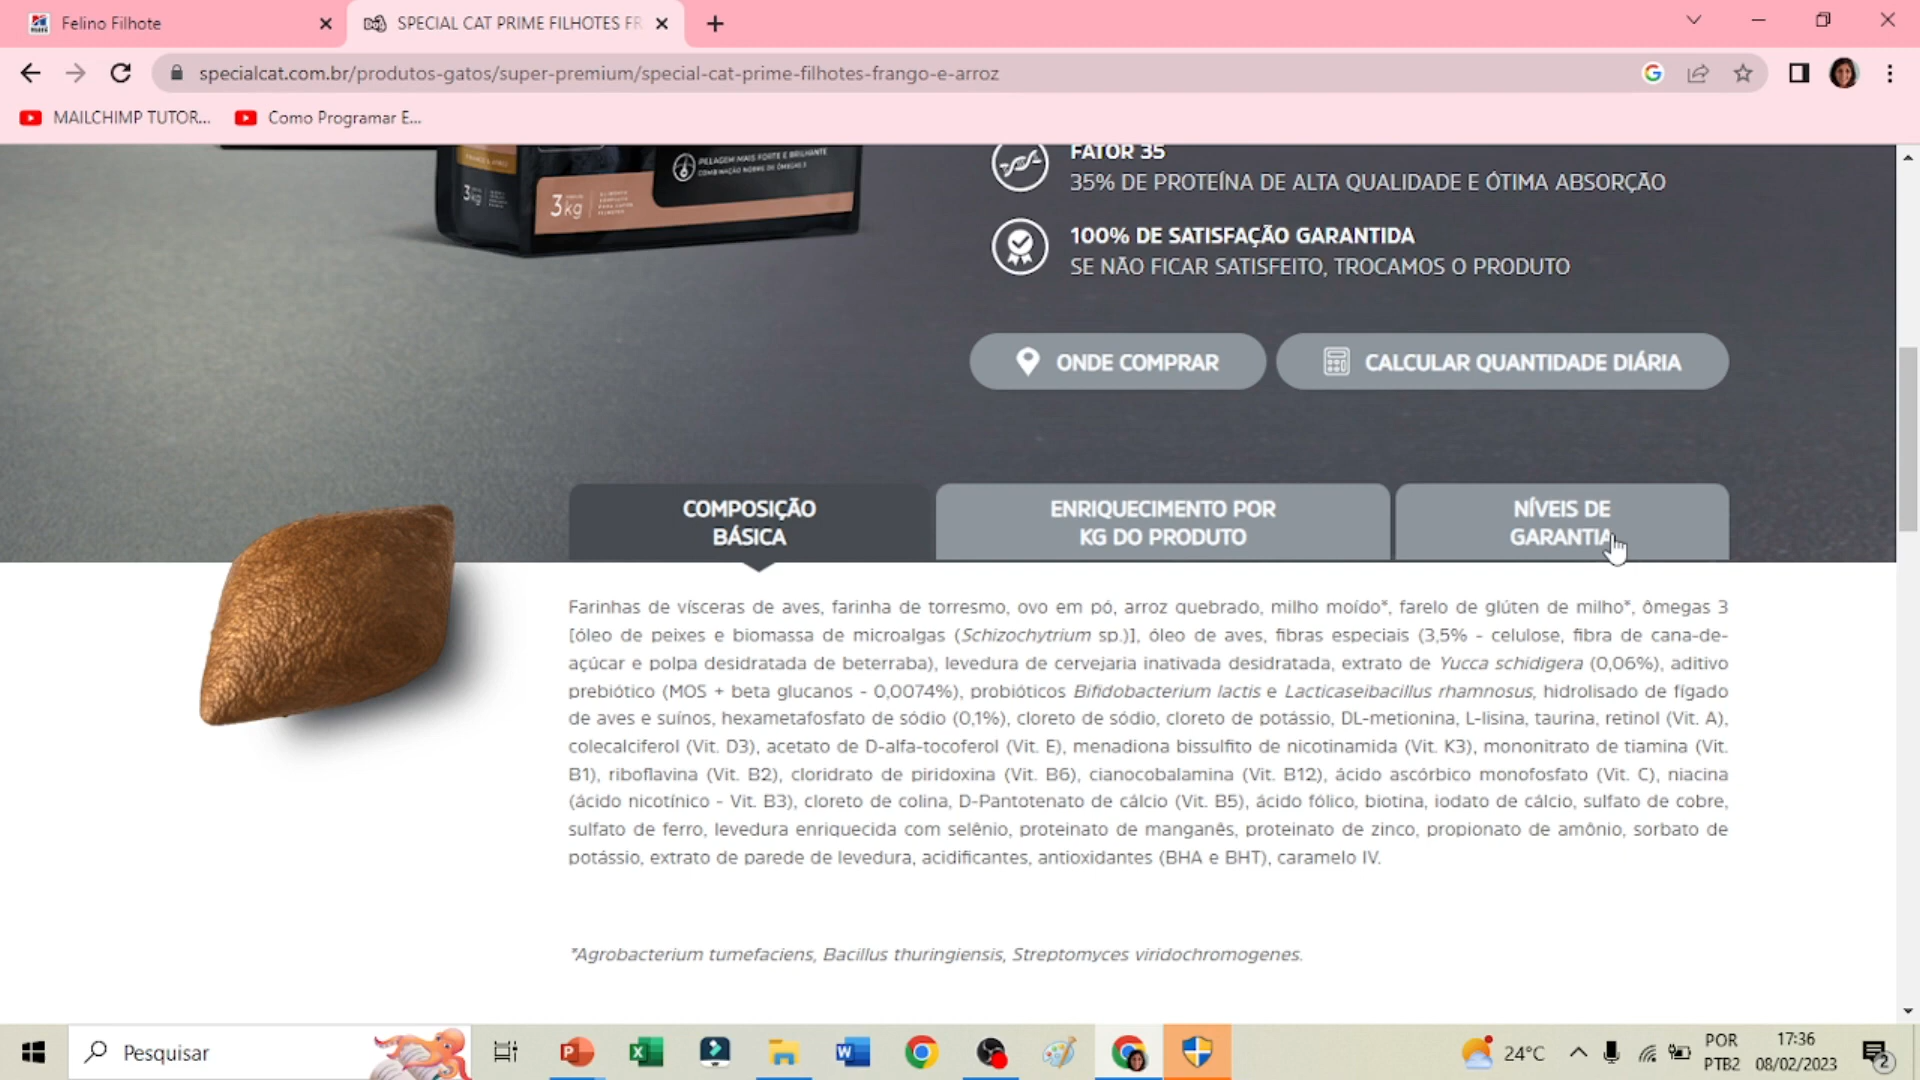 Felino Filhote
SPECIAL CAT PRIME FILHOTES FR
specialcat.com.br/produtos-gatos/super-premium/special-cat-prime-filhotes-frango-e-arroz
MAILCHIMP TUTOR...
Como Programar E...
PELAGEM MAIS FORTE E BRILHANTE
COMBINAÇÃO NOBRE DE ÔMEGAS 3
3kg
3kg
FATOR 35
35% DE PROTEÍNA DE ALTA QUALIDADE E ÓTIMA ABSORÇÃO
100% DE SATISFAÇÃO GARANTIDA
SE NÃO FICAR SATISFEITO, TROCAMOS O PRODUTO
ONDE COMPRAR
CALCULAR QUANTIDADE DIÁRIA
COMPOSIÇÃO
BÁSICA
ENRIQUECIMENTO POR
KG DO PRODUTO
NÍVEIS DE
GARANTIA
Farinhas de vísceras de aves, farinha de torresmo, ovo em pó, arroz quebrado, milho moído*, farelo de glúten de milho*, ômegas 3
[óleo de peixes e biomassa de microalgas (Schizochytrium sp.)], óleo de aves, fibras especiais (3,5% - celulose, fibra de cana-de-
açúcar e polpa desidratada de beterraba), levedura de cervejaria inativada desidratada, extrato de Yucca schidigera (0,06%), aditivo
prebiótico (MOS + beta glucanos - 0,0074%), probióticos Bifidobacterium lactis e Lacticaseibacillus rhamnosus, hidrolisado de fígado
de aves e suínos, hexametafosfato de sódio (0,1%), cloreto de sódio, cloreto de potássio, DL-metionina, L-lisina, taurina, retinol (Vit. A),
colecalciferol (Vit. D3), acetato de D-alfa-tocoferol (Vit. E), menadiona bissulfito de nicotinamida (Vit. K3), mononitrato de tiamina (Vit.
B1), riboflavina (Vit. B2), cloridrato de piridoxina (Vit. B6), cianocobalamina (Vit. B12), ácido ascórbico monofosfato (Vit. C), niacina
(ácido nicotínico - Vit. B3), cloreto de colina, D-Pantotenato de cálcio (Vit. B5), ácido fólico, biotina, iodato de cálcio, sulfato de cobre,
sulfato de ferro, levedura enriquecida com selênio, proteinato de manganês, proteinato de zinco, propionato de amônio, sorbato de
potássio, extrato de parede de levedura, acidificantes, antioxidantes (BHA e BHT), caramelo IV.
*Agrobacterium tumefaciens, Bacillus thuringiensis, Streptomyces viridochromogenes.
Pesquisar
24°C
POR
PTB2
17:36
08/02/2023
2